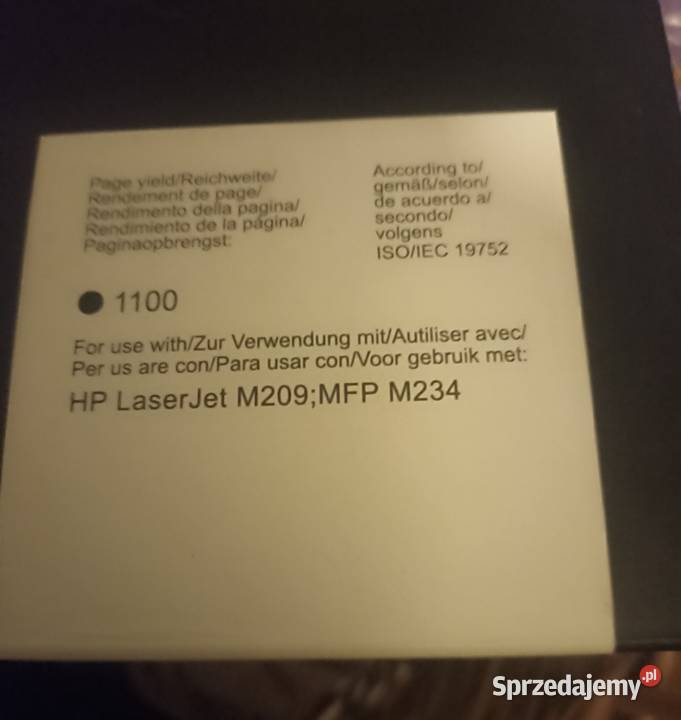 Page yield/Reichweite/
Rendement de page/
Rendimento della pagina/
Rendimiento de la página/
Paginaopbrengst:
According to/
gemäß/selon/
de acuerdo a/
secondo/
volgens
ISO/IEC 19752
1100
For use with/Zur Verwendung mit/Autiliser avec/
Per us are con/Para usar con/Voor gebruik met:
HP LaserJet M209;MFP M234
Sprzedajemy.pl